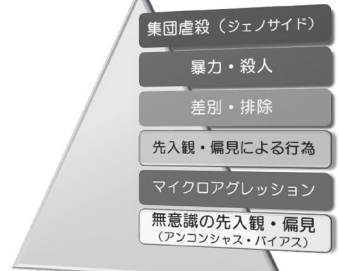 集団虐殺（ジェノサイド）
暴力・殺人
差別・排除
先入観・偏見による行為
マイクロアグレッション
無意識の先入観・偏見
（アンコンシャス・バイアス）